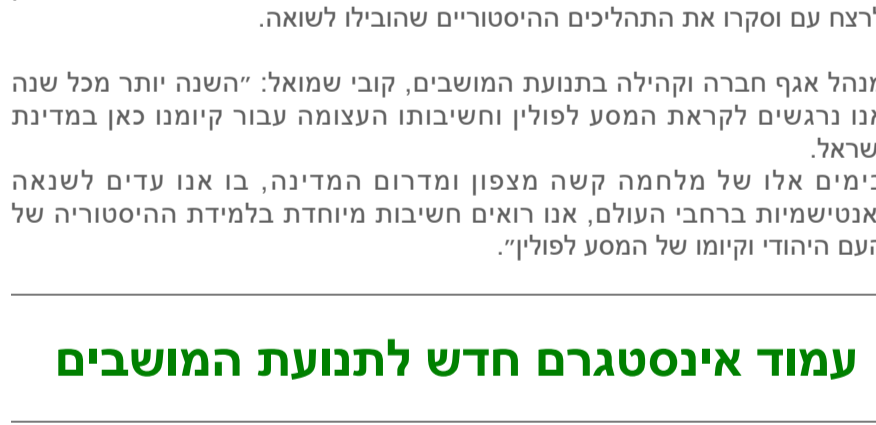 לרצח עם וסקרו את התהליכים ההיסטוריים שהובילו לשואה.
מנהל אגף חברה וקהילה בתנועת המושבים, קובי שמואל: ״השנה יותר מכל שנה
אנו נרגשים לקראת המסע לפולין וחשיבותו העצומה עבור קיומנו כאן במדינת
ישראל.
בימים אלו של מלחמה קשה מצפון ומדרום המדינה, בו אנו עדים לשנאה
ואנטישמיות ברחבי העולם, אנו רואים חשיבות מיוחדת בלמידת ההיסטוריה של
העם היהודי וקיומו של המסע לפולין״.
עמוד אינסטגרם חדש לתנועת המושבים